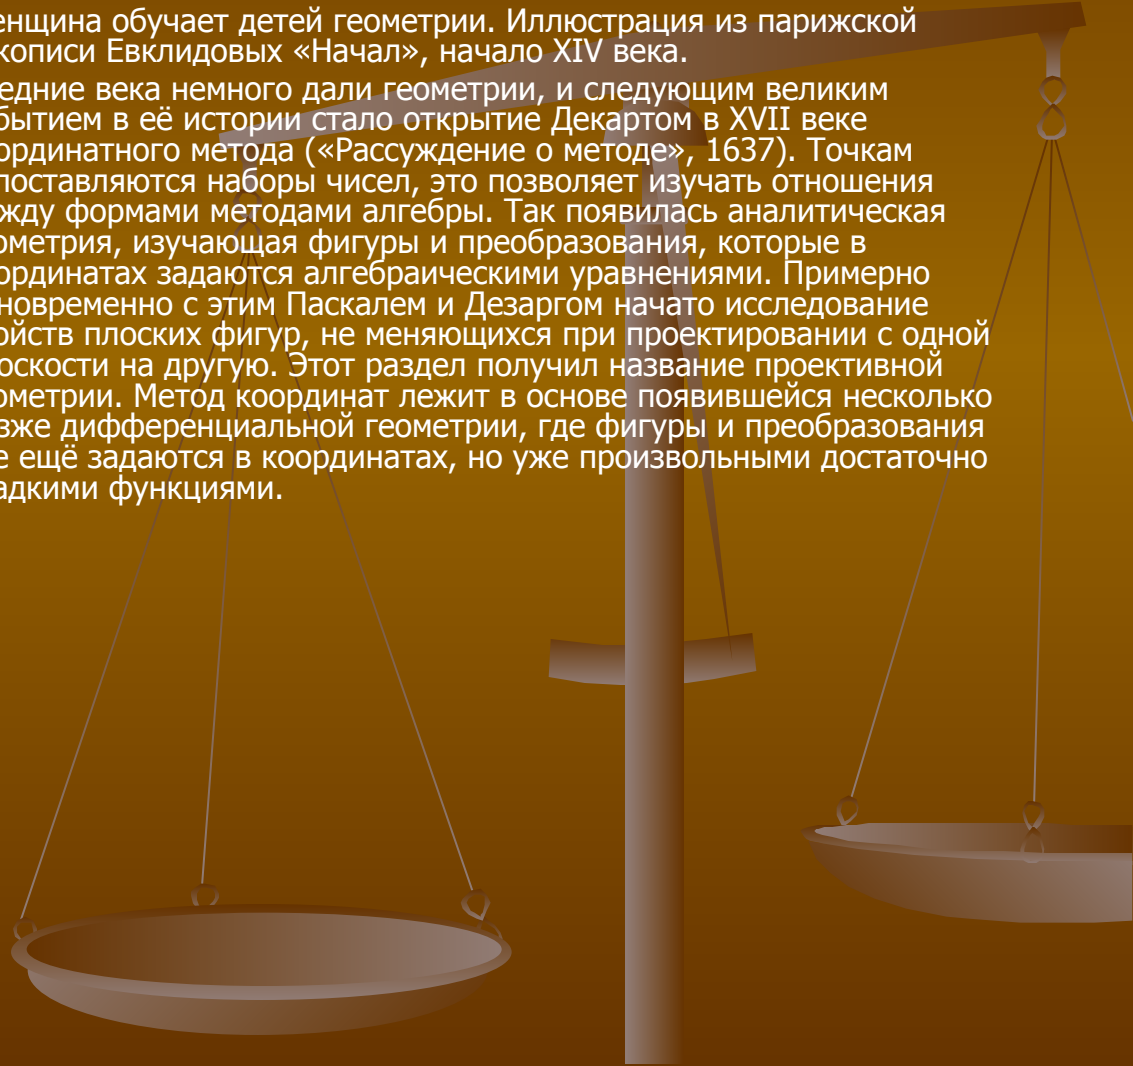 енщина обучает детей геометрии. Иллюстрация из парижской
кописи Евклидовых «Начал», начало XIV века.
едние века немного дали геометрии, и следующим великим
бытием в её истории стало открытие Декартом в XVII веке
ординатного метода («Рассуждение о методе», 1637). Точкам
поставляются наборы чисел, это позволяет изучать отношения
жду формами методами алгебры. Так появилась аналитическая
ометрия, изучающая фигуры и преобразования, которые в
ординатах задаются алгебраическими уравнениями. Примерно
новременно с этим Паскалем и Дезаргом начато исследование
ойств плоских фигур, не меняющихся при проектировании с одной
оскости на другую. Этот раздел получил название проективной
ометрии. Метод координат лежит в основе появившейся несколько
зже дифференциальной геометрии, где фигуры и преобразования
е ещё задаются в координатах, но уже произвольными достаточно
адкими функциями.